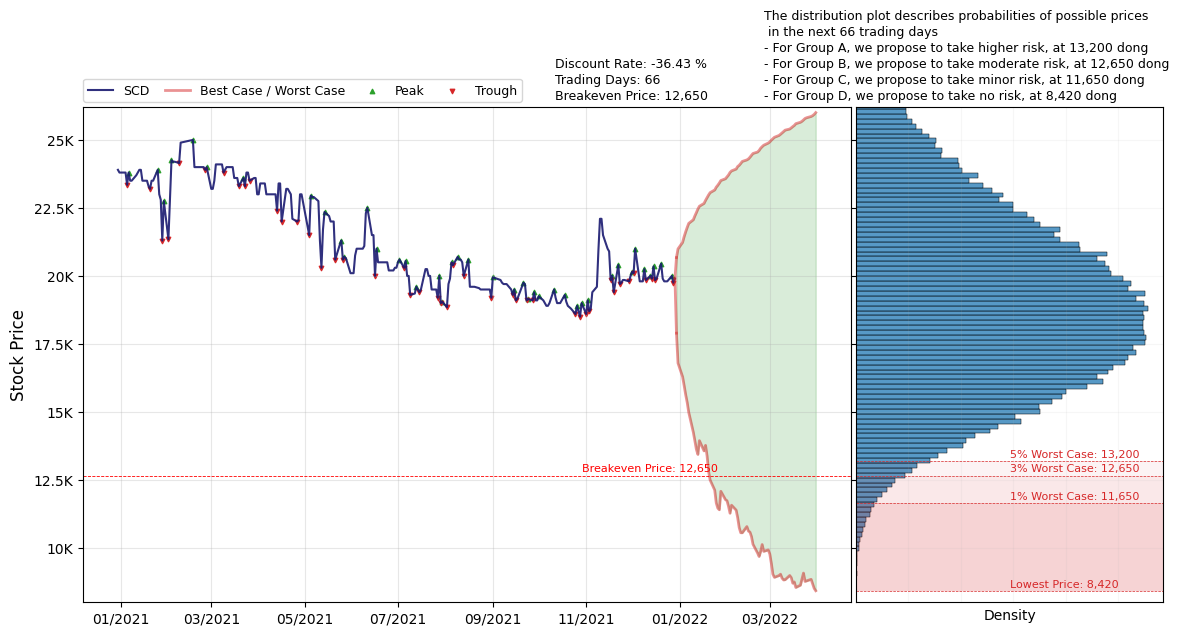 The distribution plot describes probabilities of possible prices
in the next 66 trading days
- For Group A, we propose to take higher risk, at 13,200 dong
- For Group B, we propose to take moderate risk, at 12,650 dong
- For Group C, we propose to take minor risk, at 11,650 dong
- For Group D, we propose to take no risk, at 8,420 dong
Discount Rate: -36.43 %
Trading Days: 66
Breakeven Price: 12,650
SCD
Best Case / Worst Case
Peak
Trough
Stock Price
25K
22.5K
20K
17.5K
15K
12.5K
10K
Breakeven Price: 12,650
5% Worst Case: 13,200
3% Worst Case: 12,650
1% Worst Case: 11,650
Lowest Price: 8,420
01/2021
03/2021
05/2021
07/2021
09/2021
11/2021
01/2022
03/2022
Density